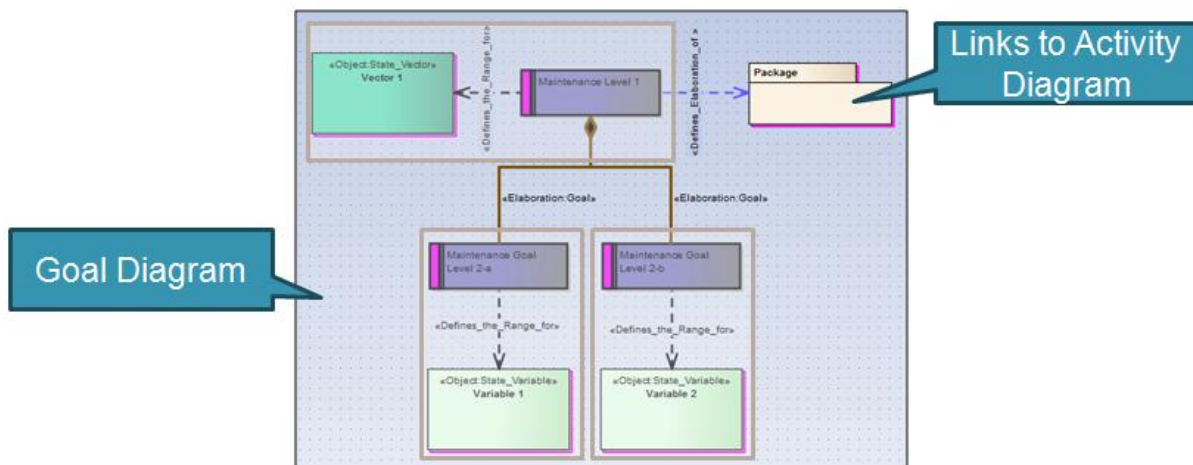 «Object:State_Vector»
Vector 1
«Defines_the_Range_for»
Maintenance Level 1
«Defines_Elaboration_of »
Package
Links to Activity
Diagram
«Elaboration:Goal»
«Elaboration:Goal»
Goal Diagram
Maintenance Goal
Level 2-a
Maintenance Goal
Level 2-b
«Defines_the_Range_for»
«Defines_the_Range_for»
«Object:State_Variable»
Variable 1
«Object:State_Variable»
Variable 2